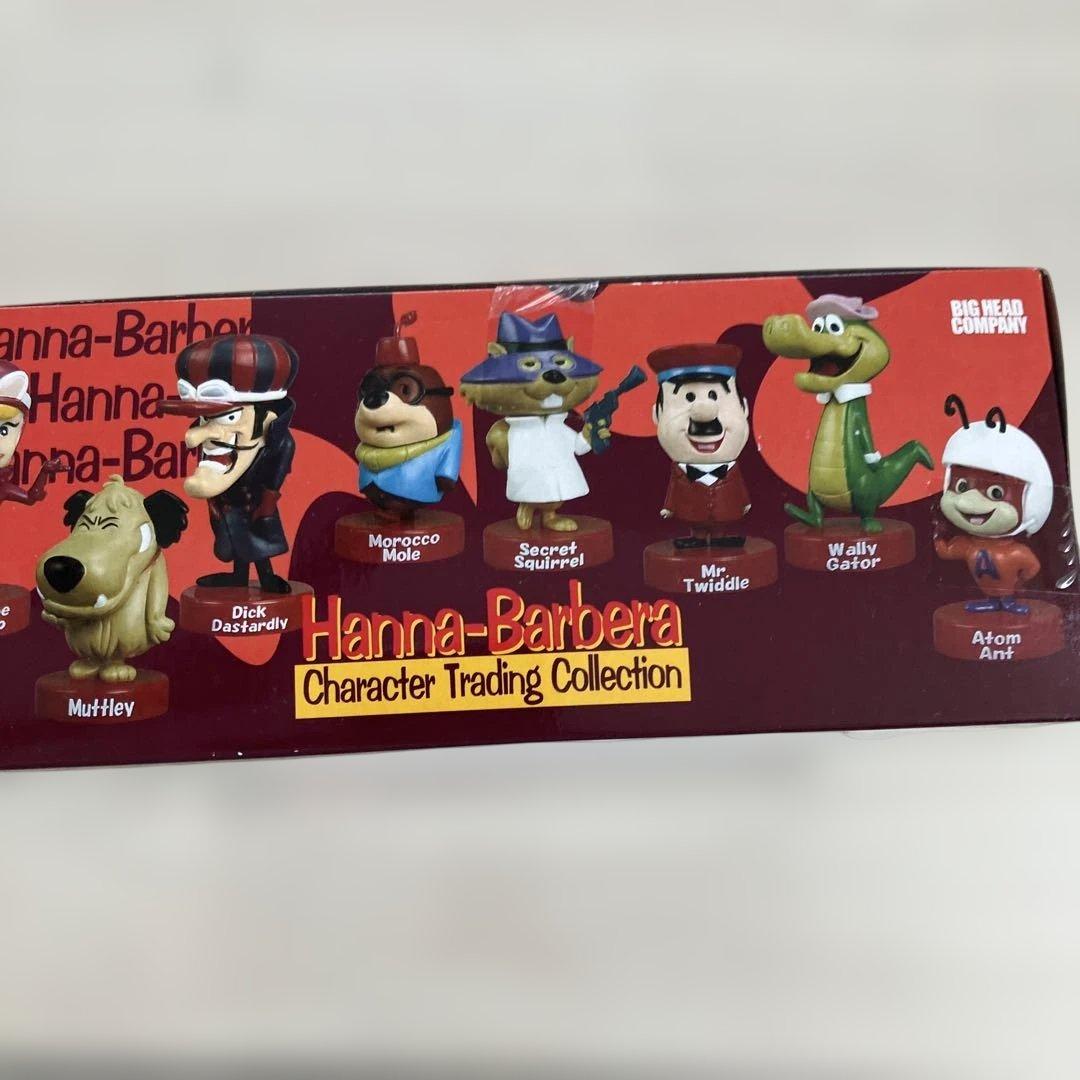 anna-Barber
Hanna-
anna-Bar
BIG HEAD
COMPANY
Muttley
Dick
Dastardly
Morocco
Mole
Secret
Squirrel
Mr.
Twiddle
Wally
Gator
Atom
Ant
Hanna-Barbera
Character Trading Collection
A